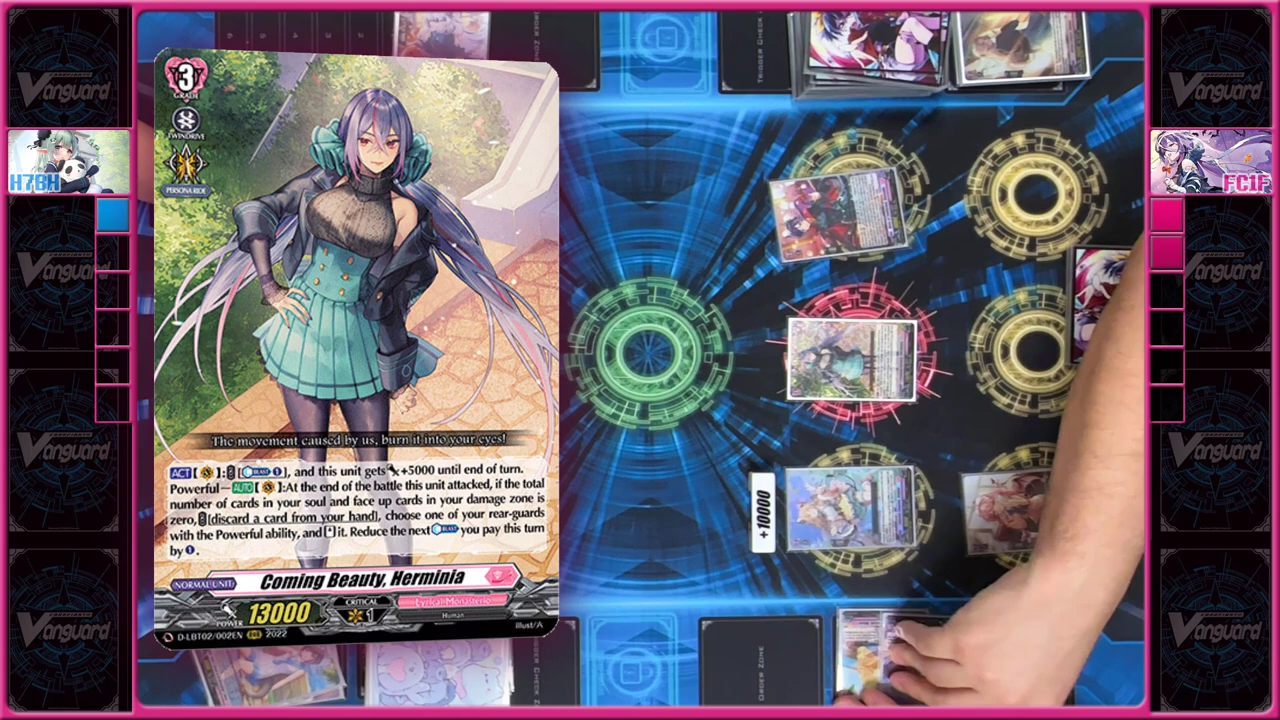 3
GRADE
TWINDRIVE
PERSONA RIDE
The movement caused by us, burn it into your eyes!
ACT[ ]:[BLAST 1], and this unit gets +5000 until end of turn.
Powerful—AUTO[ ]:At the end of the battle this unit attacked, if the total
number of cards in your soul and face up cards in your damage zone is
zero, [discard a card from your hand], choose one of your rear-guards
with the Powerful ability, and it. Reduce the next BLAST you pay this turn
by 1.
NORMAL UNIT
Coming Beauty, Herminia
POWER 13000
CRITICAL 1
Lyrical Monasterio
Human
D-LBT02/002EN RRR 2022
illust/A
H7BH
FC1F
+10000
TRIGGER CHECK
ORDER ZONE
Vanguard
Vanguard
Vanguard
Vanguard
Vanguard
Vanguard
Vanguard
Vanguard